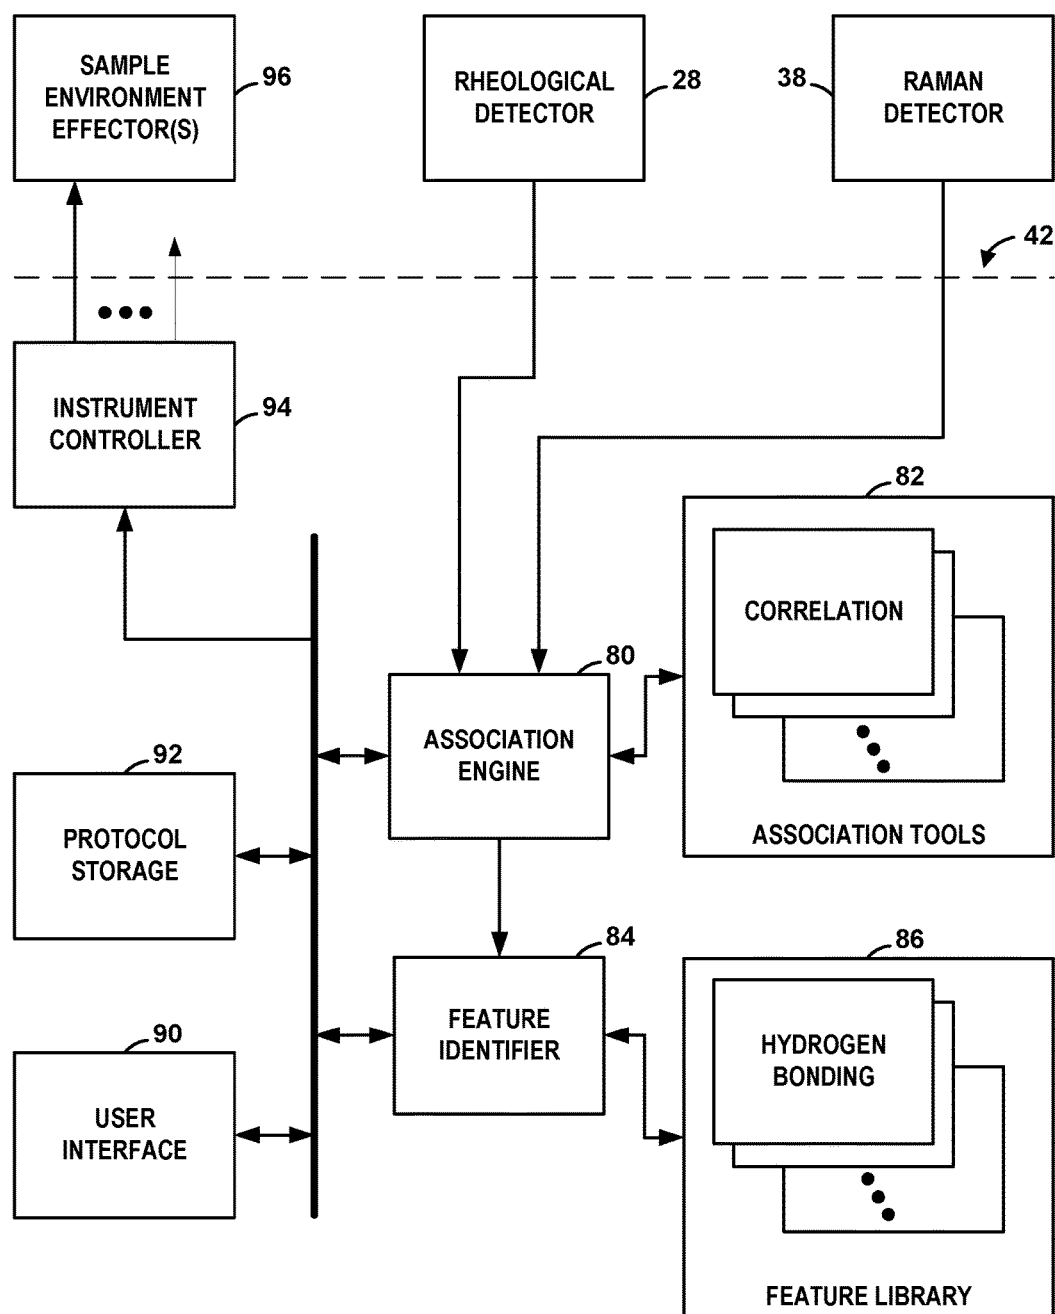 SAMPLE
ENVIRONMENT
EFFECTOR(S)
96
RHEOLOGICAL
DETECTOR
28
38
RAMAN
DETECTOR
42
INSTRUMENT
CONTROLLER
94
82
CORRELATION
ASSOCIATION TOOLS
80
ASSOCIATION
ENGINE
92
PROTOCOL
STORAGE
84
FEATURE
IDENTIFIER
86
HYDROGEN
BONDING
FEATURE LIBRARY
90
USER
INTERFACE